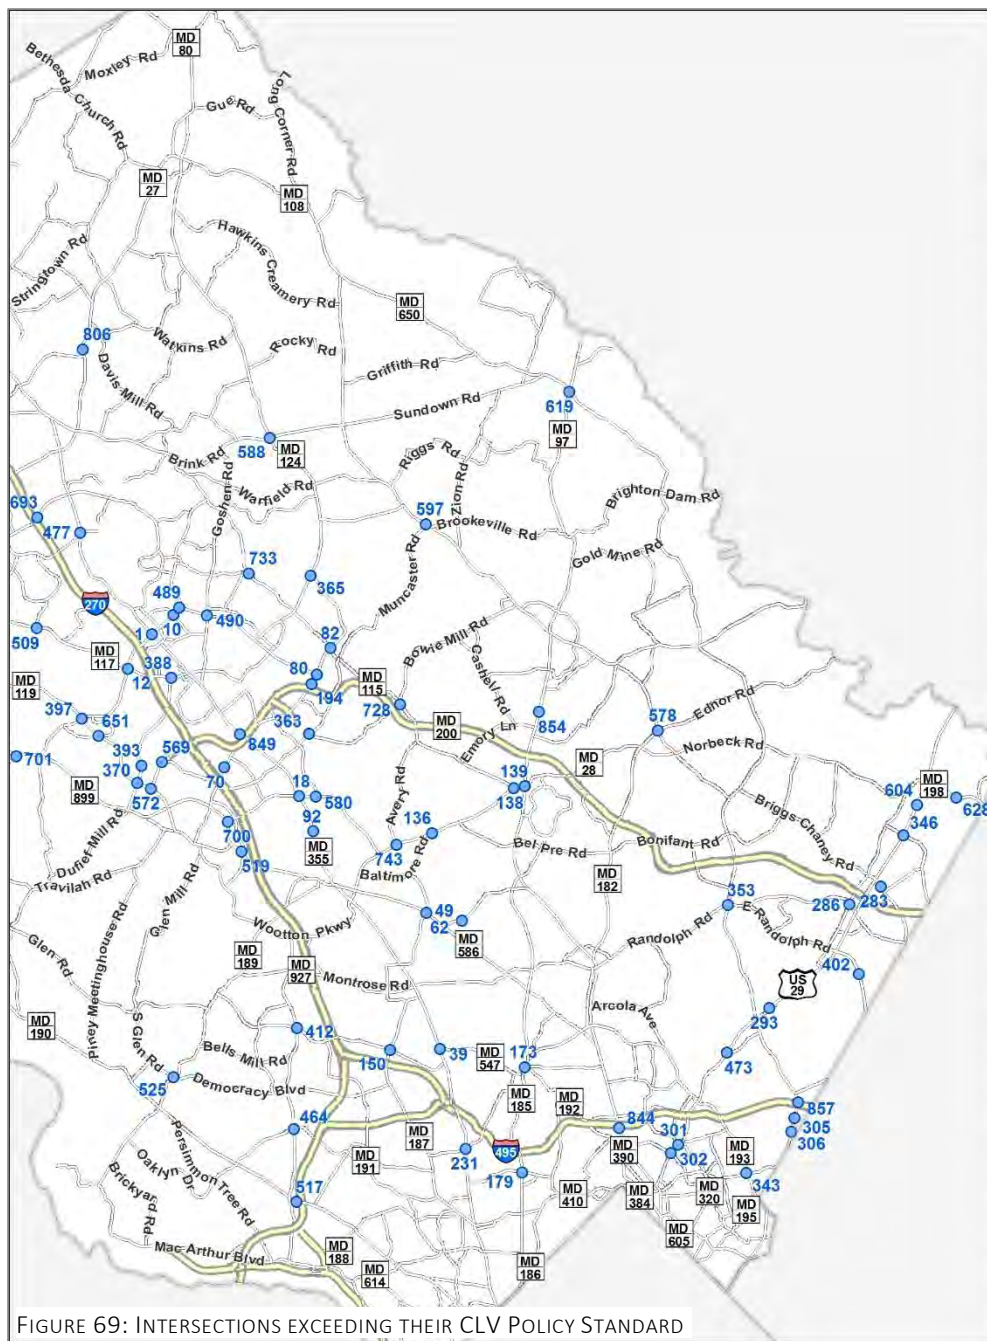 MD 80
Moxley Rd
Bethesda Church Rd
Long Corner Rd
Gue Rd
MD 27
MD 108
Hawkins Creamery Rd
Stringtown Rd
MD 650
806
Watkins Rd
Rocky Rd
Davis Mill Rd
Griffith Rd
Sundown Rd
619
MD 97
588
MD 124
Brink Rd
Riggs Rd
Zion Rd
Goshen Rd
Warfield Rd
Brighton Dam Rd
693
597
Brookeville Rd
477
Gold Mine Rd
733
Muncaster Rd
365
270
489
10
490
1
509
82
Bowie Mill Rd
MD 117
388
12
80
194
MD 115
Cashell Rd
MD 119
397
651
363
728
MD 200
854
578
Ednor Rd
Emory Ln
Norbeck Rd
701
393
569
849
370
70
MD 28
139
138
MD 899
572
18
580
604
MD 198
628
92
Avery Rd
136
Briggs Chaney Rd
346
Dufief Mill Rd
700
MD 355
743
Bel Pre Rd
Bonifant Rd
519
Baltimore Rd
Travilah Rd
MD 182
353
286
283
Glen Mill Rd
49
62
MD 586
Wootton Pkwy
E Randolph Rd
Randolph Rd
Glen Rd
Piney Meetinghouse Rd
MD 189
MD 927
Montrose Rd
402
US 29
MD 190
S Glen Rd
Arcola Ave
293
412
Bells Mill Rd
150
39
MD 547
173
473
525
Democracy Blvd
MD 185
MD 192
857
464
MD 187
844
301
305
306
Persimmon Tree Rd
Oaklyn Dr
Brickyard Rd
MD 191
231
495
MD 390
302
MD 193
343
517
179
MD 410
MD 384
MD 320
MD 195
MD 605
Mac Arthur Blvd
MD 188
MD 614
MD 186
FIGURE 69: INTERSECTIONS EXCEEDING THEIR CLV POLICY STANDARD